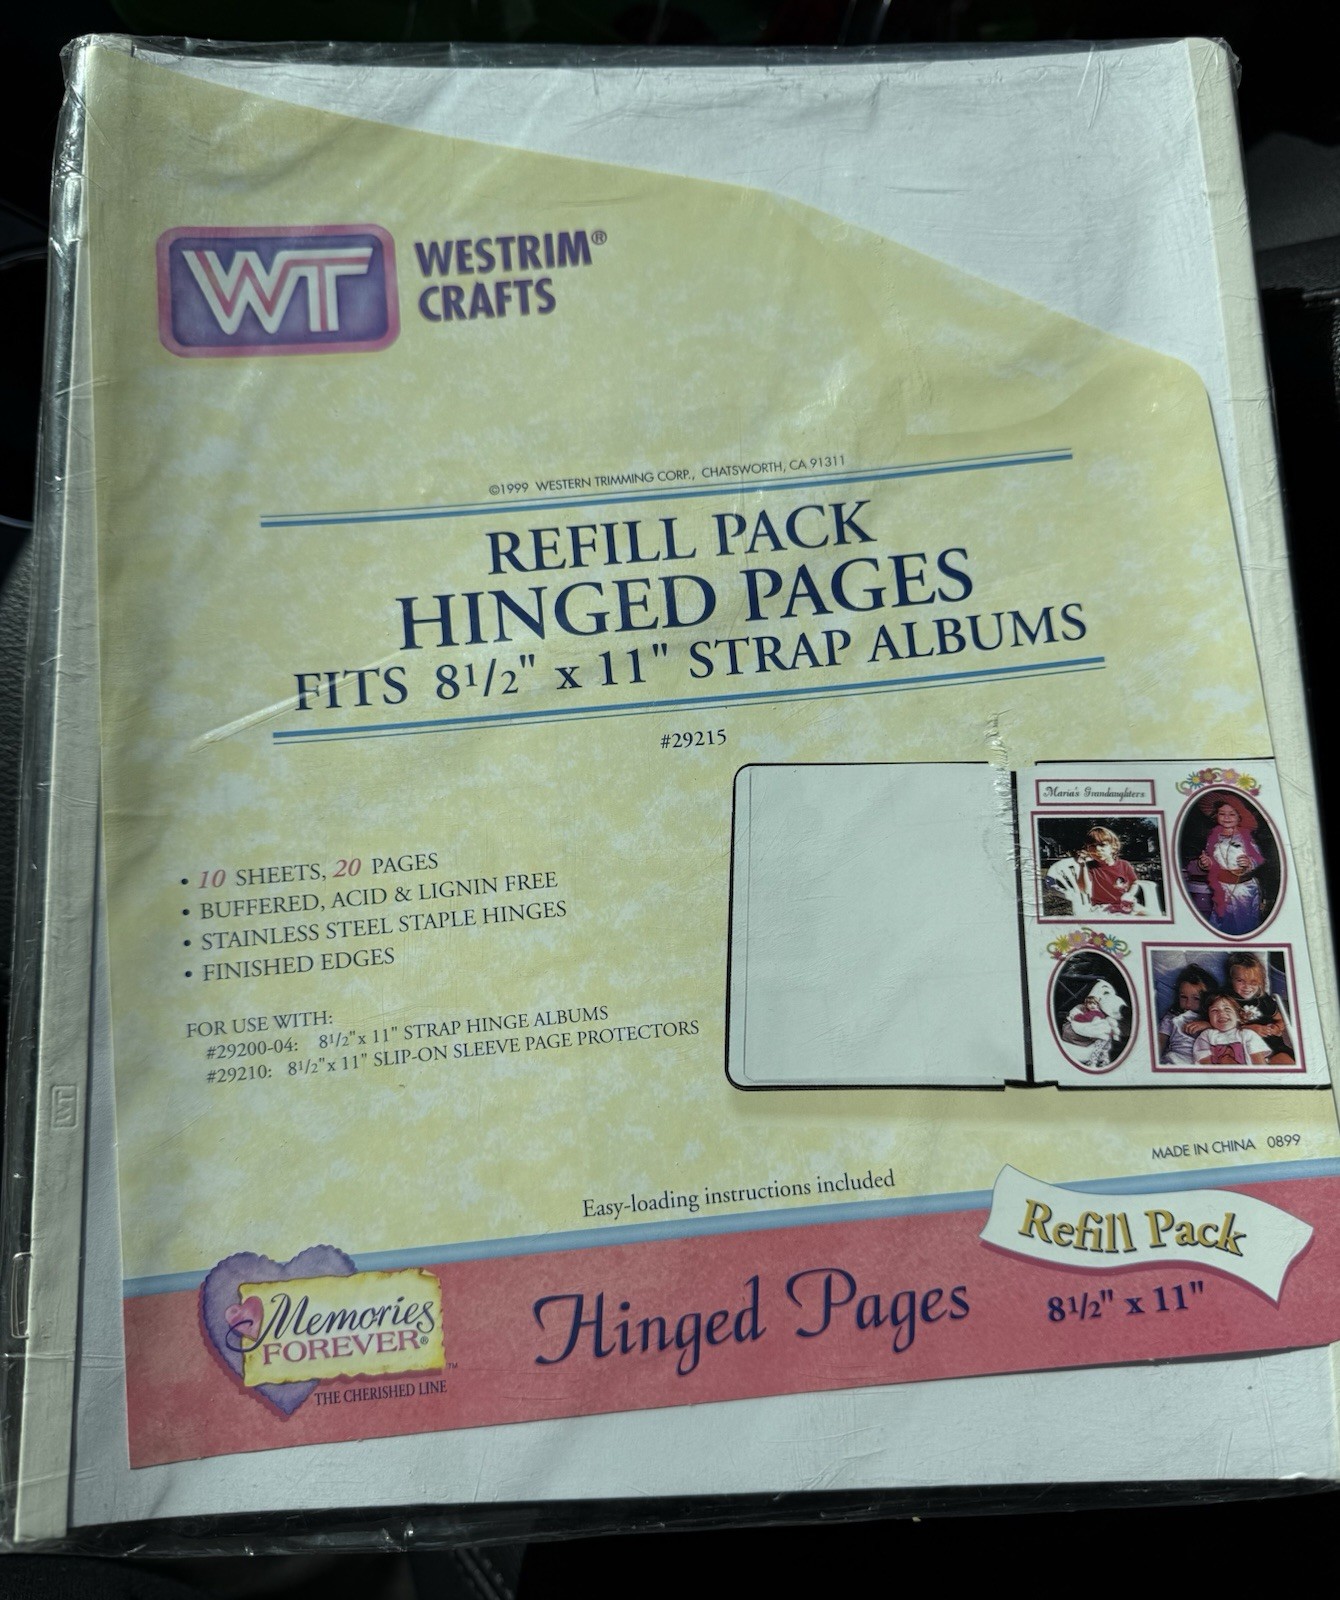 WT
WESTRIM®
CRAFTS
©1999 WESTERN TRIMMING CORP., CHATSWORTH, CA 91311
REFILL PACK
HINGED PAGES
FITS 8 1/2" x 11" STRAP ALBUMS
#29215
• 10 SHEETS, 20 PAGES
• BUFFERED, ACID & LIGNIN FREE
• STAINLESS STEEL STAPLE HINGES
• FINISHED EDGES
FOR USE WITH:
#29200-04: 8 1/2" x 11" STRAP HINGE ALBUMS
#29210: 8 1/2" x 11" SLIP-ON SLEEVE PAGE PROTECTORS
Maria's Grandaughters
MADE IN CHINA 0899
Easy-loading instructions included
Refill Pack
Memories
FOREVER®
™
THE CHERISHED LINE
Hinged Pages
8 1/2" x 11"